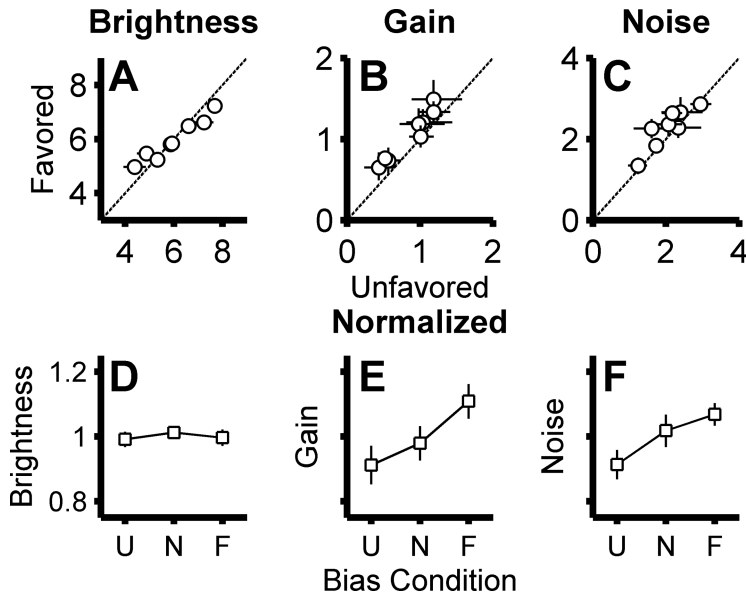 Brightness Gain Noise
A B C
Favored
8
6
4
4 6 8
2
1
0
0 1 2
4
2
0
0 2 4
Unfavored
Normalized
D E F
Brightness
1.2
1
0.8
Gain
Noise
U N F
U N F
U N F
Bias Condition